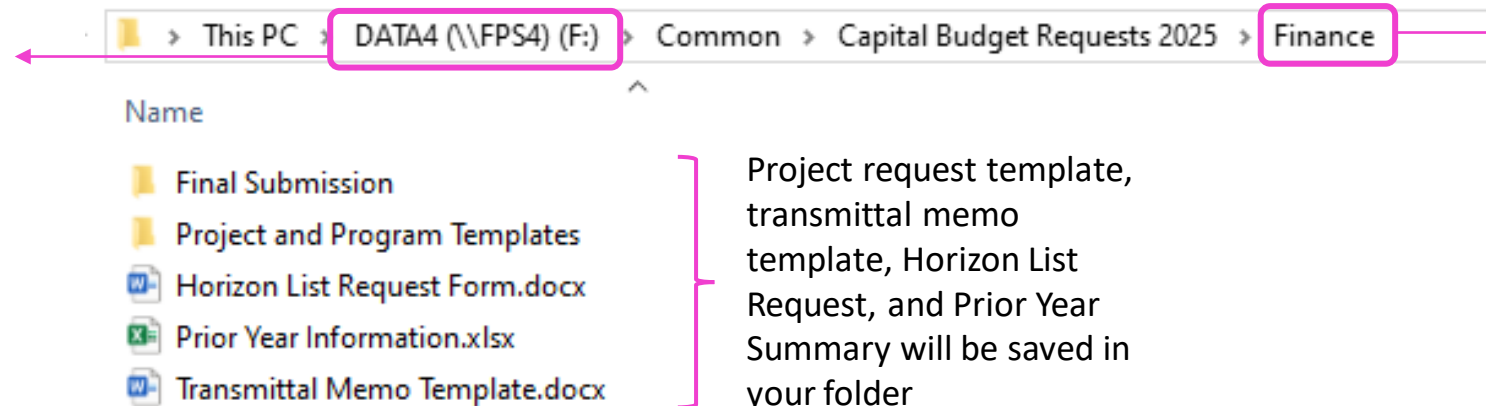 This PC > DATA4 (\\FPS4) (F:) > Common > Capital Budget Requests 2025 > Finance
Name
Final Submission
Project and Program Templates
Horizon List Request Form.docx
Prior Year Information.xlsx
Transmittal Memo Template.docx
Project request template,
transmittal memo
template, Horizon List
Request, and Prior Year
Summary will be saved in
your folder